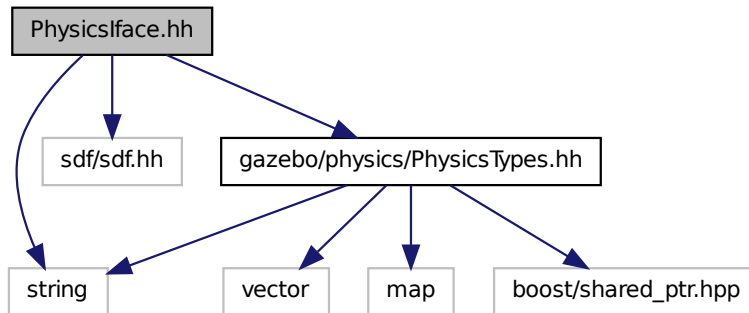 PhysicsIface.hh
sdf/sdf.hh
gazebo/physics/PhysicsTypes.hh
string
vector
map
boost/shared_ptr.hpp